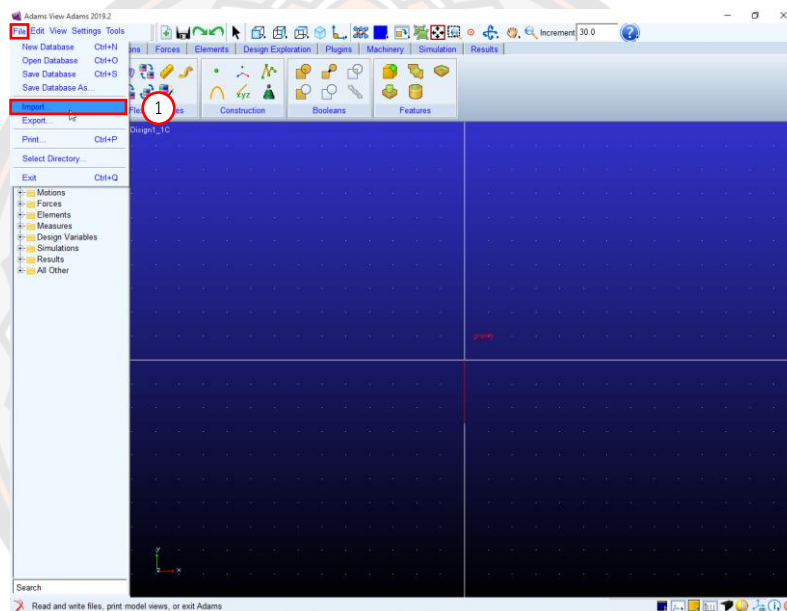 Adams View Adams 2019.2
File Edit View Settings Tools
Increment 30.0
New Database Ctrl+N
Forces Elements Design Exploration Plugins Machinery Simulation Results
Open Database Ctrl+O
Save Database Ctrl+S
Save Database As...
Import...
1
Construction Booleans Features
Export...
Print... Ctrl+P
Select Directory...
Exit Ctrl+Q
Motions
Forces
Elements
Measures
Design Variables
Simulations
Results
All Other
gravity
y
z x
Search
Read and write files, print model views, or exit Adams